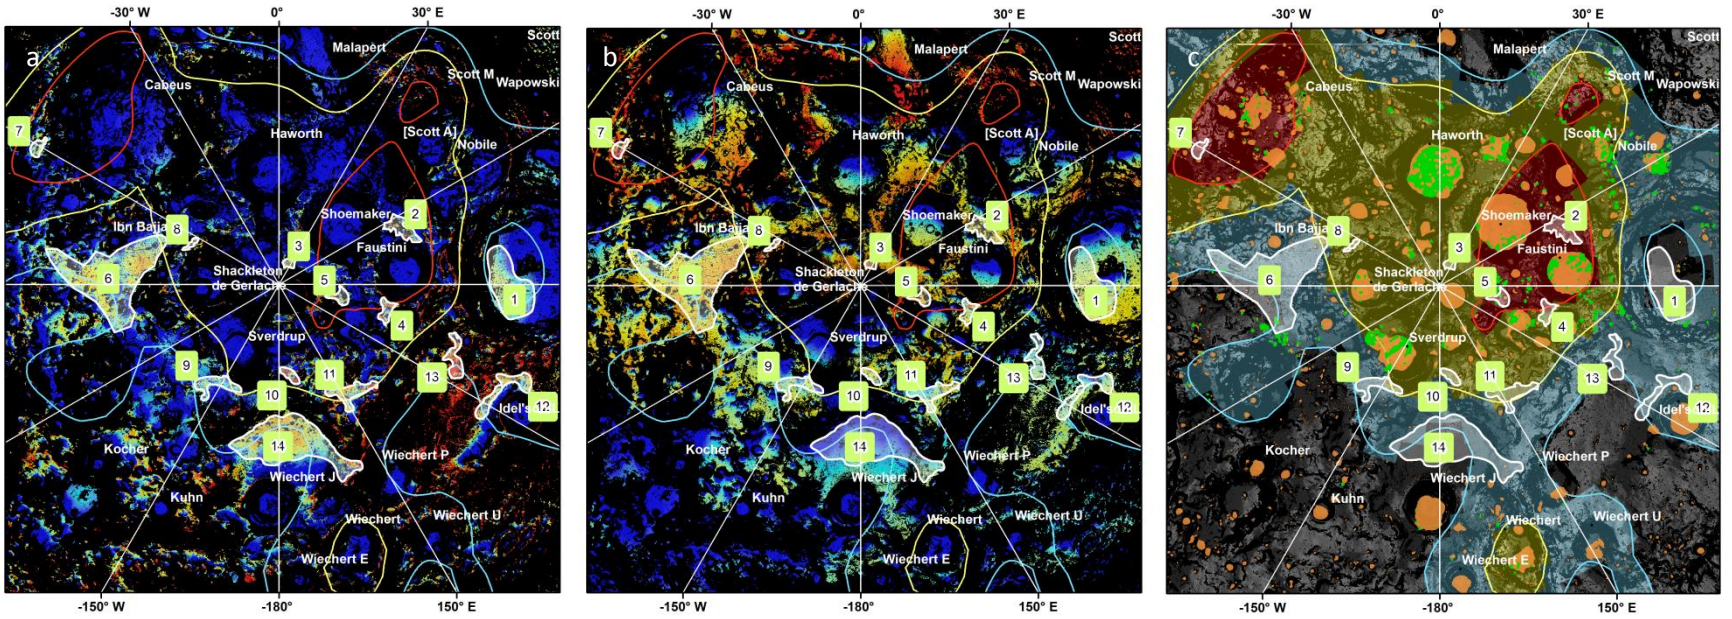 -30° W 0° 30° E
a
Scott
Malapert
Scott M
Wapowski
Cabeus
Haworth
[Scott A]
Nobile
7
2
Shoemaker
8
Ibn Bajja
3
Faustini
6
Shackleton
de Gerlache
5
1
4
Sverdrup
9
11
13
10
12
14
Kocher
Wiechert P
Wiechert J
Kuhn
Wiechert
Wiechert U
Wiechert E
-150° W -180° 150° E
-30° W 0° 30° E
b
Scott
Malapert
Scott M
Wapowski
Cabeus
Haworth
[Scott A]
Nobile
7
2
Shoemaker
8
Ibn Bajja
3
Faustini
6
Shackleton
de Gerlache
5
1
4
Sverdrup
9
11
13
10
12
14
Kocher
Wiechert P
Wiechert J
Kuhn
Wiechert
Wiechert U
Wiechert E
-150° W -180° 150° E
-30° W 0° 30° E
c
Scott
Malapert
Scott M
Wapowski
Cabeus
Haworth
[Scott A]
Nobile
7
2
Shoemaker
8
Ibn Bajja
3
Faustini
6
Shackleton
de Gerlache
5
1
4
Sverdrup
9
11
13
10
12
14
Kocher
Wiechert P
Wiechert J
Kuhn
Wiechert
Wiechert U
Wiechert E
-150° W -180° 150° E